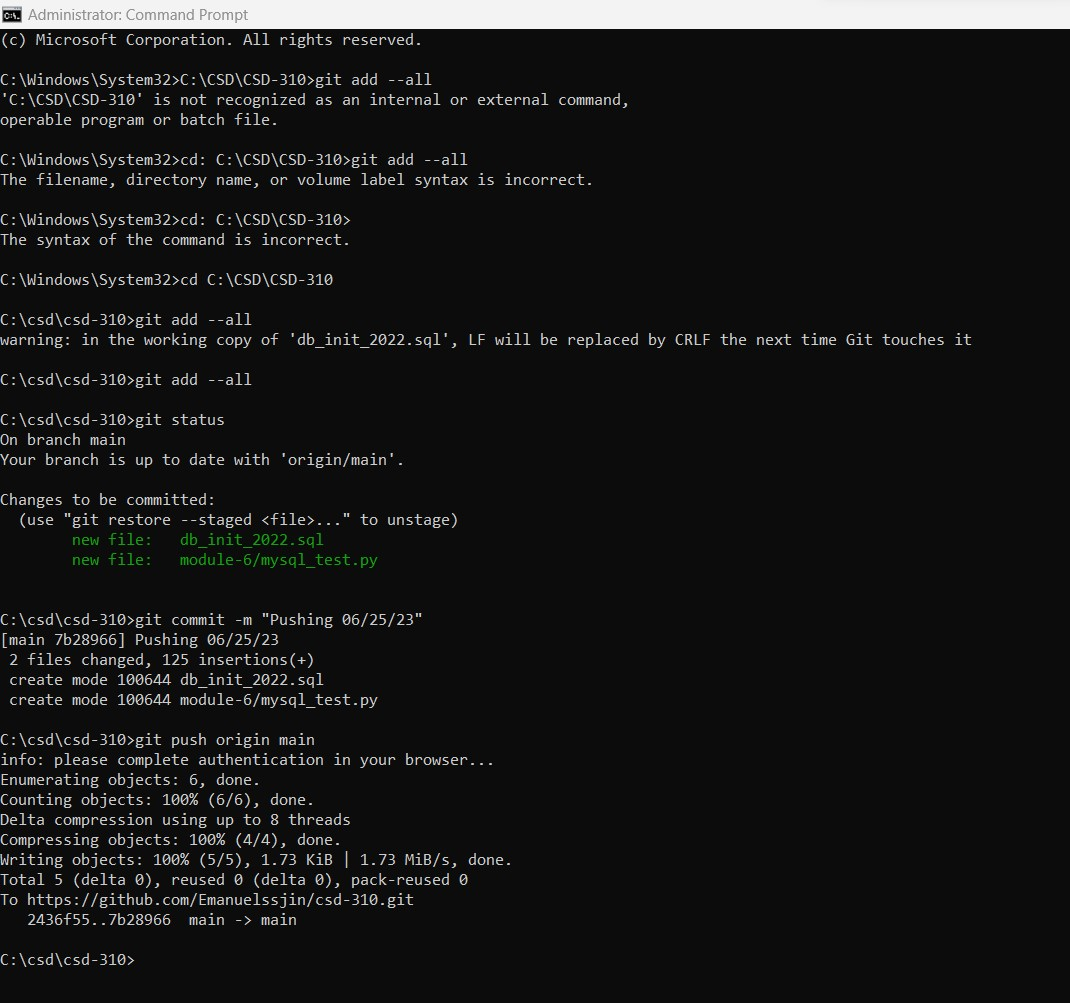 Administrator: Command Prompt
(c) Microsoft Corporation. All rights reserved.
C:\Windows\System32>C:\CSD\CSD-310>git add --all
'C:\CSD\CSD-310' is not recognized as an internal or external command,
operable program or batch file.
C:\Windows\System32>cd: C:\CSD\CSD-310>git add --all
The filename, directory name, or volume label syntax is incorrect.
C:\Windows\System32>cd: C:\CSD\CSD-310>
The syntax of the command is incorrect.
C:\Windows\System32>cd C:\CSD\CSD-310
C:\csd\csd-310>git add --all
warning: in the working copy of 'db_init_2022.sql', LF will be replaced by CRLF the next time Git touches it
C:\csd\csd-310>git add --all
C:\csd\csd-310>git status
On branch main
Your branch is up to date with 'origin/main'.
Changes to be committed:
  (use "git restore --staged <file>..." to unstage)
        new file:   db_init_2022.sql
        new file:   module-6/mysql_test.py
C:\csd\csd-310>git commit -m "Pushing 06/25/23"
[main 7b28966] Pushing 06/25/23
 2 files changed, 125 insertions(+)
 create mode 100644 db_init_2022.sql
 create mode 100644 module-6/mysql_test.py
C:\csd\csd-310>git push origin main
info: please complete authentication in your browser...
Enumerating objects: 6, done.
Counting objects: 100% (6/6), done.
Delta compression using up to 8 threads
Compressing objects: 100% (4/4), done.
Writing objects: 100% (5/5), 1.73 KiB | 1.73 MiB/s, done.
Total 5 (delta 0), reused 0 (delta 0), pack-reused 0
To https://github.com/Emanuelssjin/csd-310.git
   2436f55..7b28966  main -> main
C:\csd\csd-310>